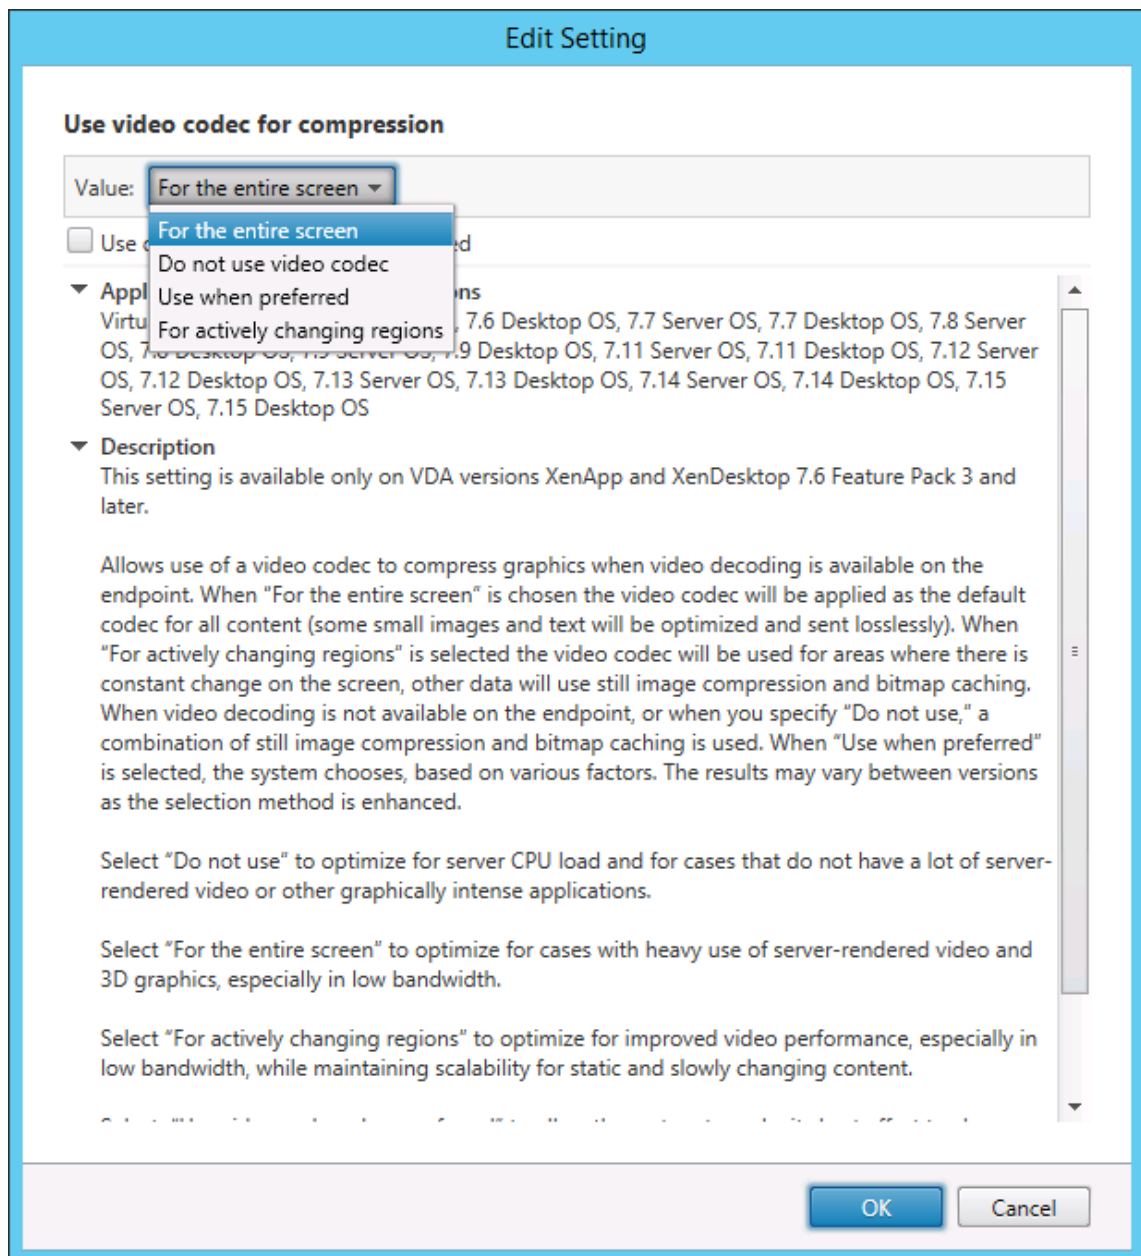 Edit Setting
Use video codec for compression
Value: For the entire screen
For the entire screen
Use
Do not use video codec
Use when preferred
For actively changing regions
Virtu , 7.6 Desktop OS, 7.7 Server OS, 7.7 Desktop OS, 7.8 Server
OS, 7.9 Desktop OS, 7.11 Server OS, 7.11 Desktop OS, 7.12 Server
OS, 7.12 Desktop OS, 7.13 Server OS, 7.13 Desktop OS, 7.14 Server OS, 7.14 Desktop OS, 7.15
Server OS, 7.15 Desktop OS
Description
This setting is available only on VDA versions XenApp and XenDesktop 7.6 Feature Pack 3 and
later.
Allows use of a video codec to compress graphics when video decoding is available on the
endpoint. When "For the entire screen" is chosen the video codec will be applied as the default
codec for all content (some small images and text will be optimized and sent losslessly). When
"For actively changing regions" is selected the video codec will be used for areas where there is
constant change on the screen, other data will use still image compression and bitmap caching.
When video decoding is not available on the endpoint, or when you specify "Do not use," a
combination of still image compression and bitmap caching is used. When "Use when preferred"
is selected, the system chooses, based on various factors. The results may vary between versions
as the selection method is enhanced.
Select "Do not use" to optimize for server CPU load and for cases that do not have a lot of server-
rendered video or other graphically intense applications.
Select "For the entire screen" to optimize for cases with heavy use of server-rendered video and
3D graphics, especially in low bandwidth.
Select "For actively changing regions" to optimize for improved video performance, especially in
low bandwidth, while maintaining scalability for static and slowly changing content.
OK
Cancel